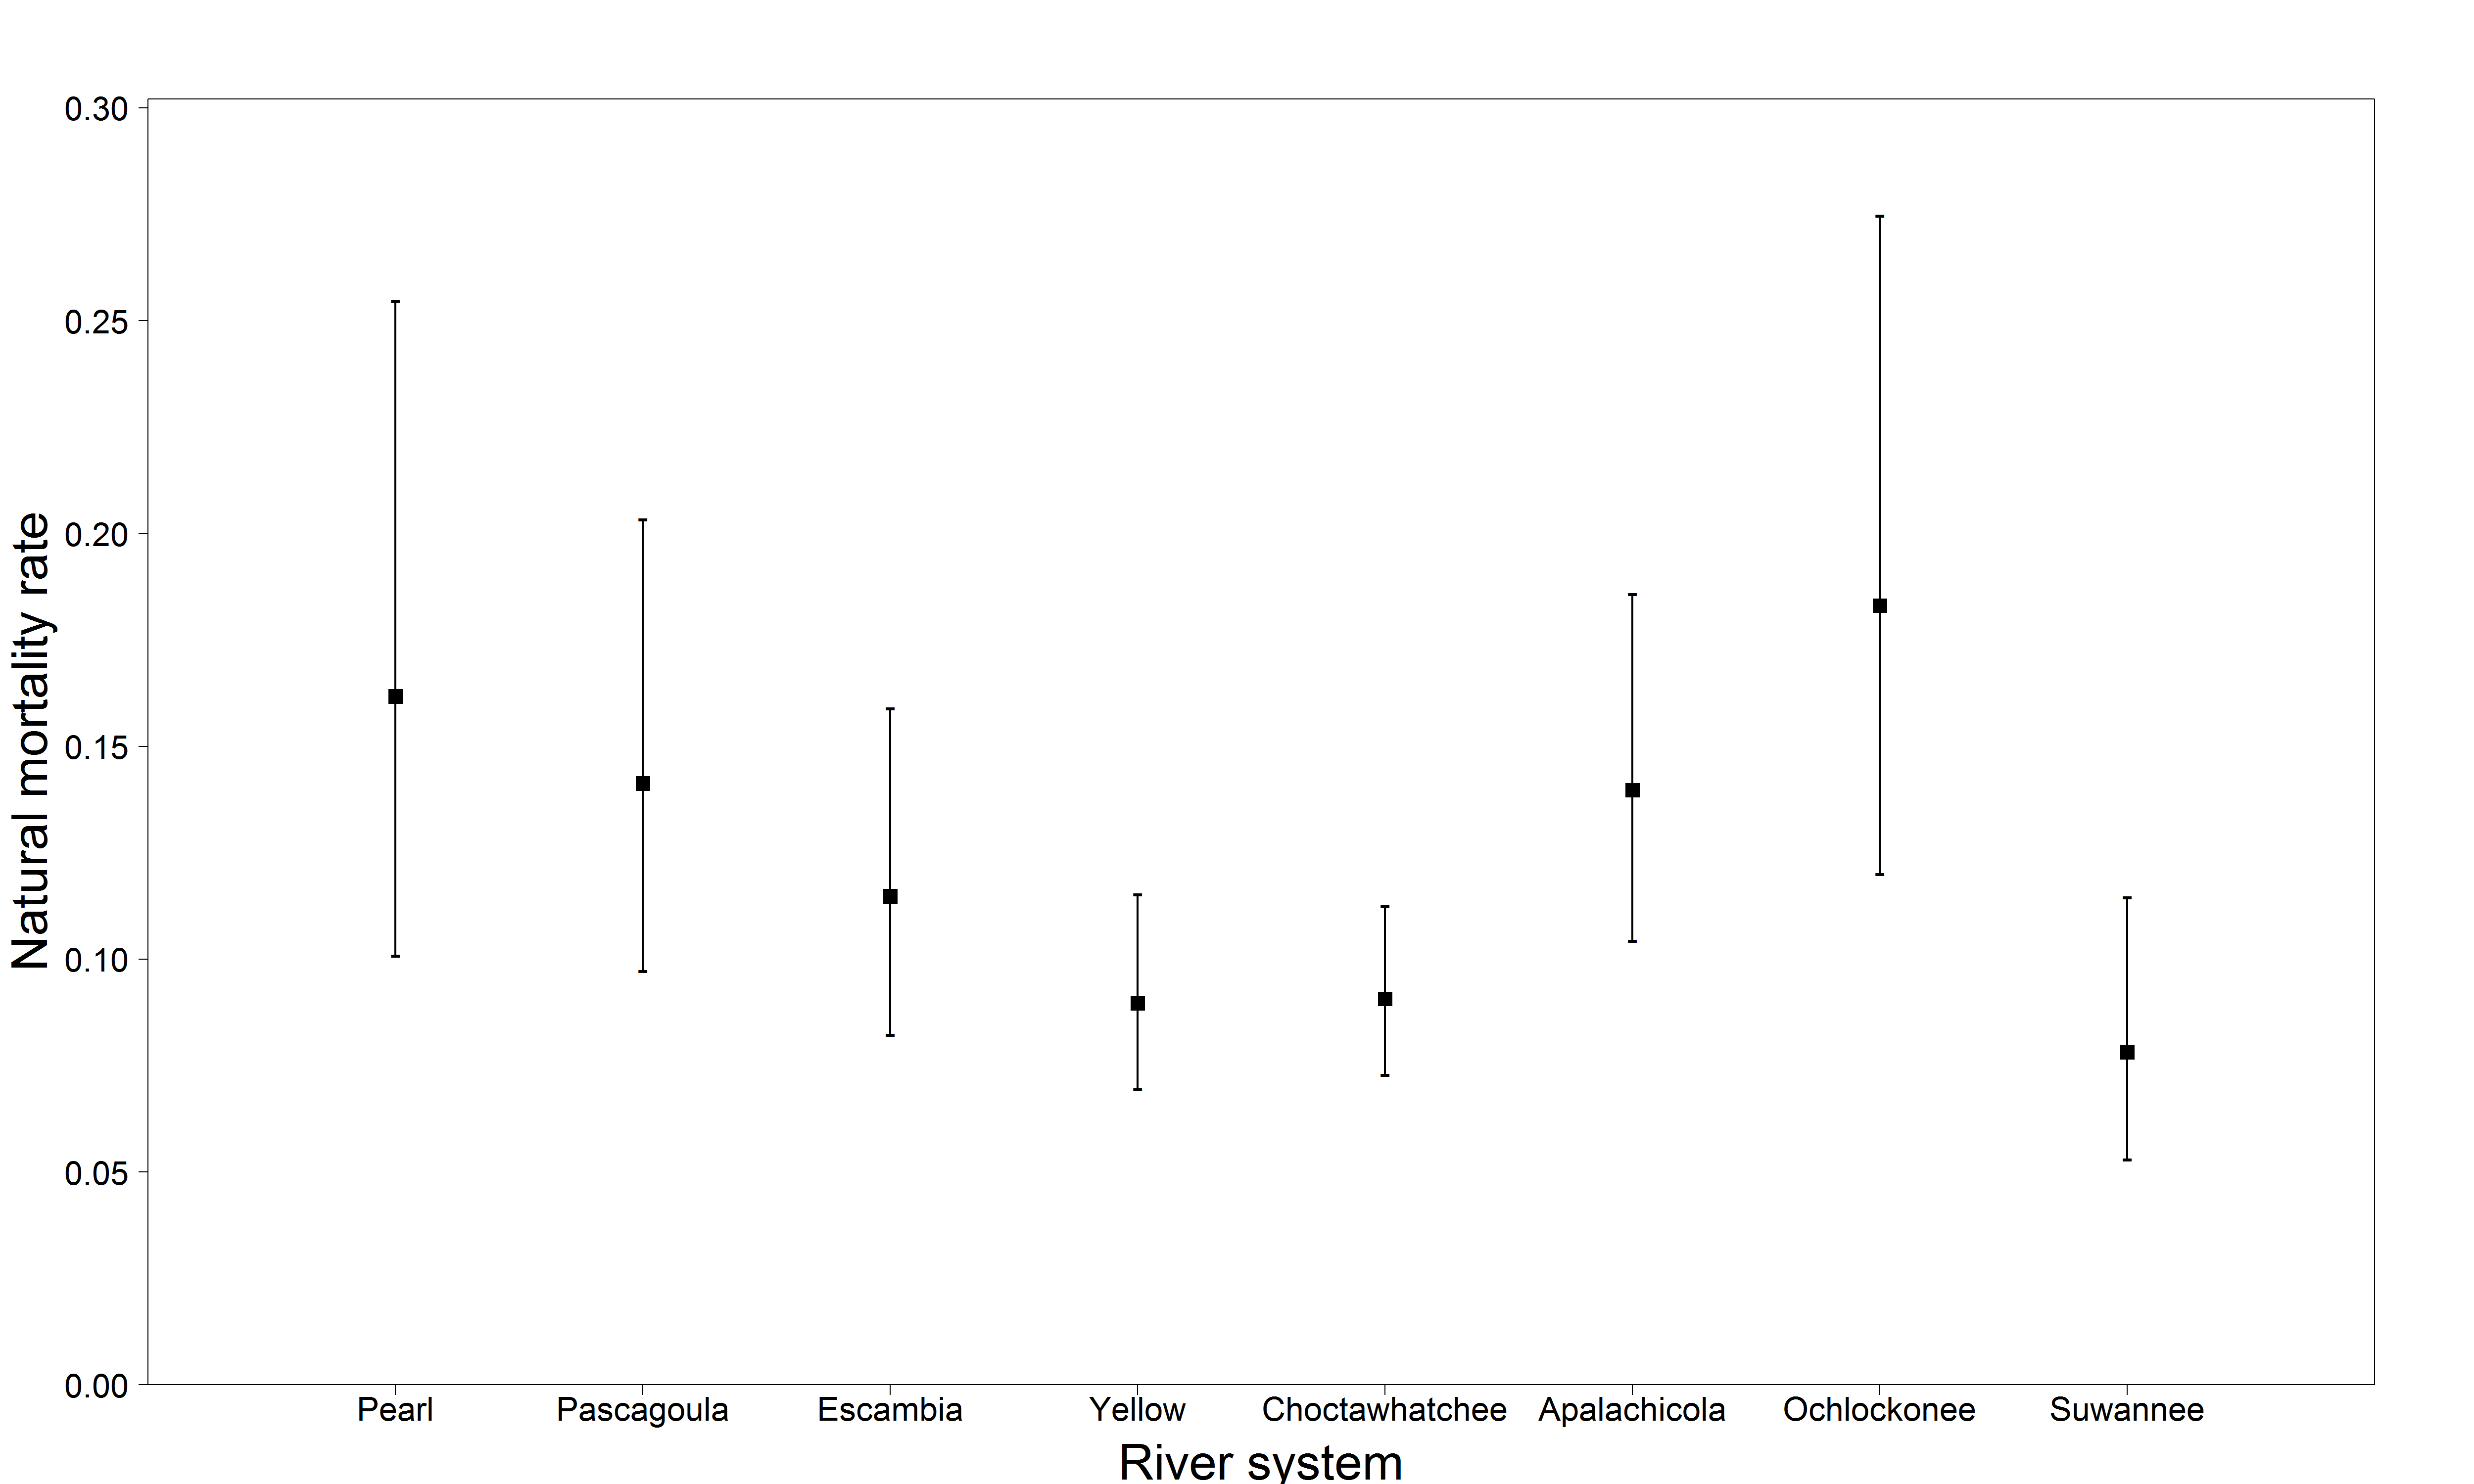 Natural mortality rate
0.30
0.25
0.20
0.15
0.10
0.05
0.00
Pearl Pascagoula Escambia Yellow Choctawhatchee Apalachicola Ochlockonee Suwannee
River system